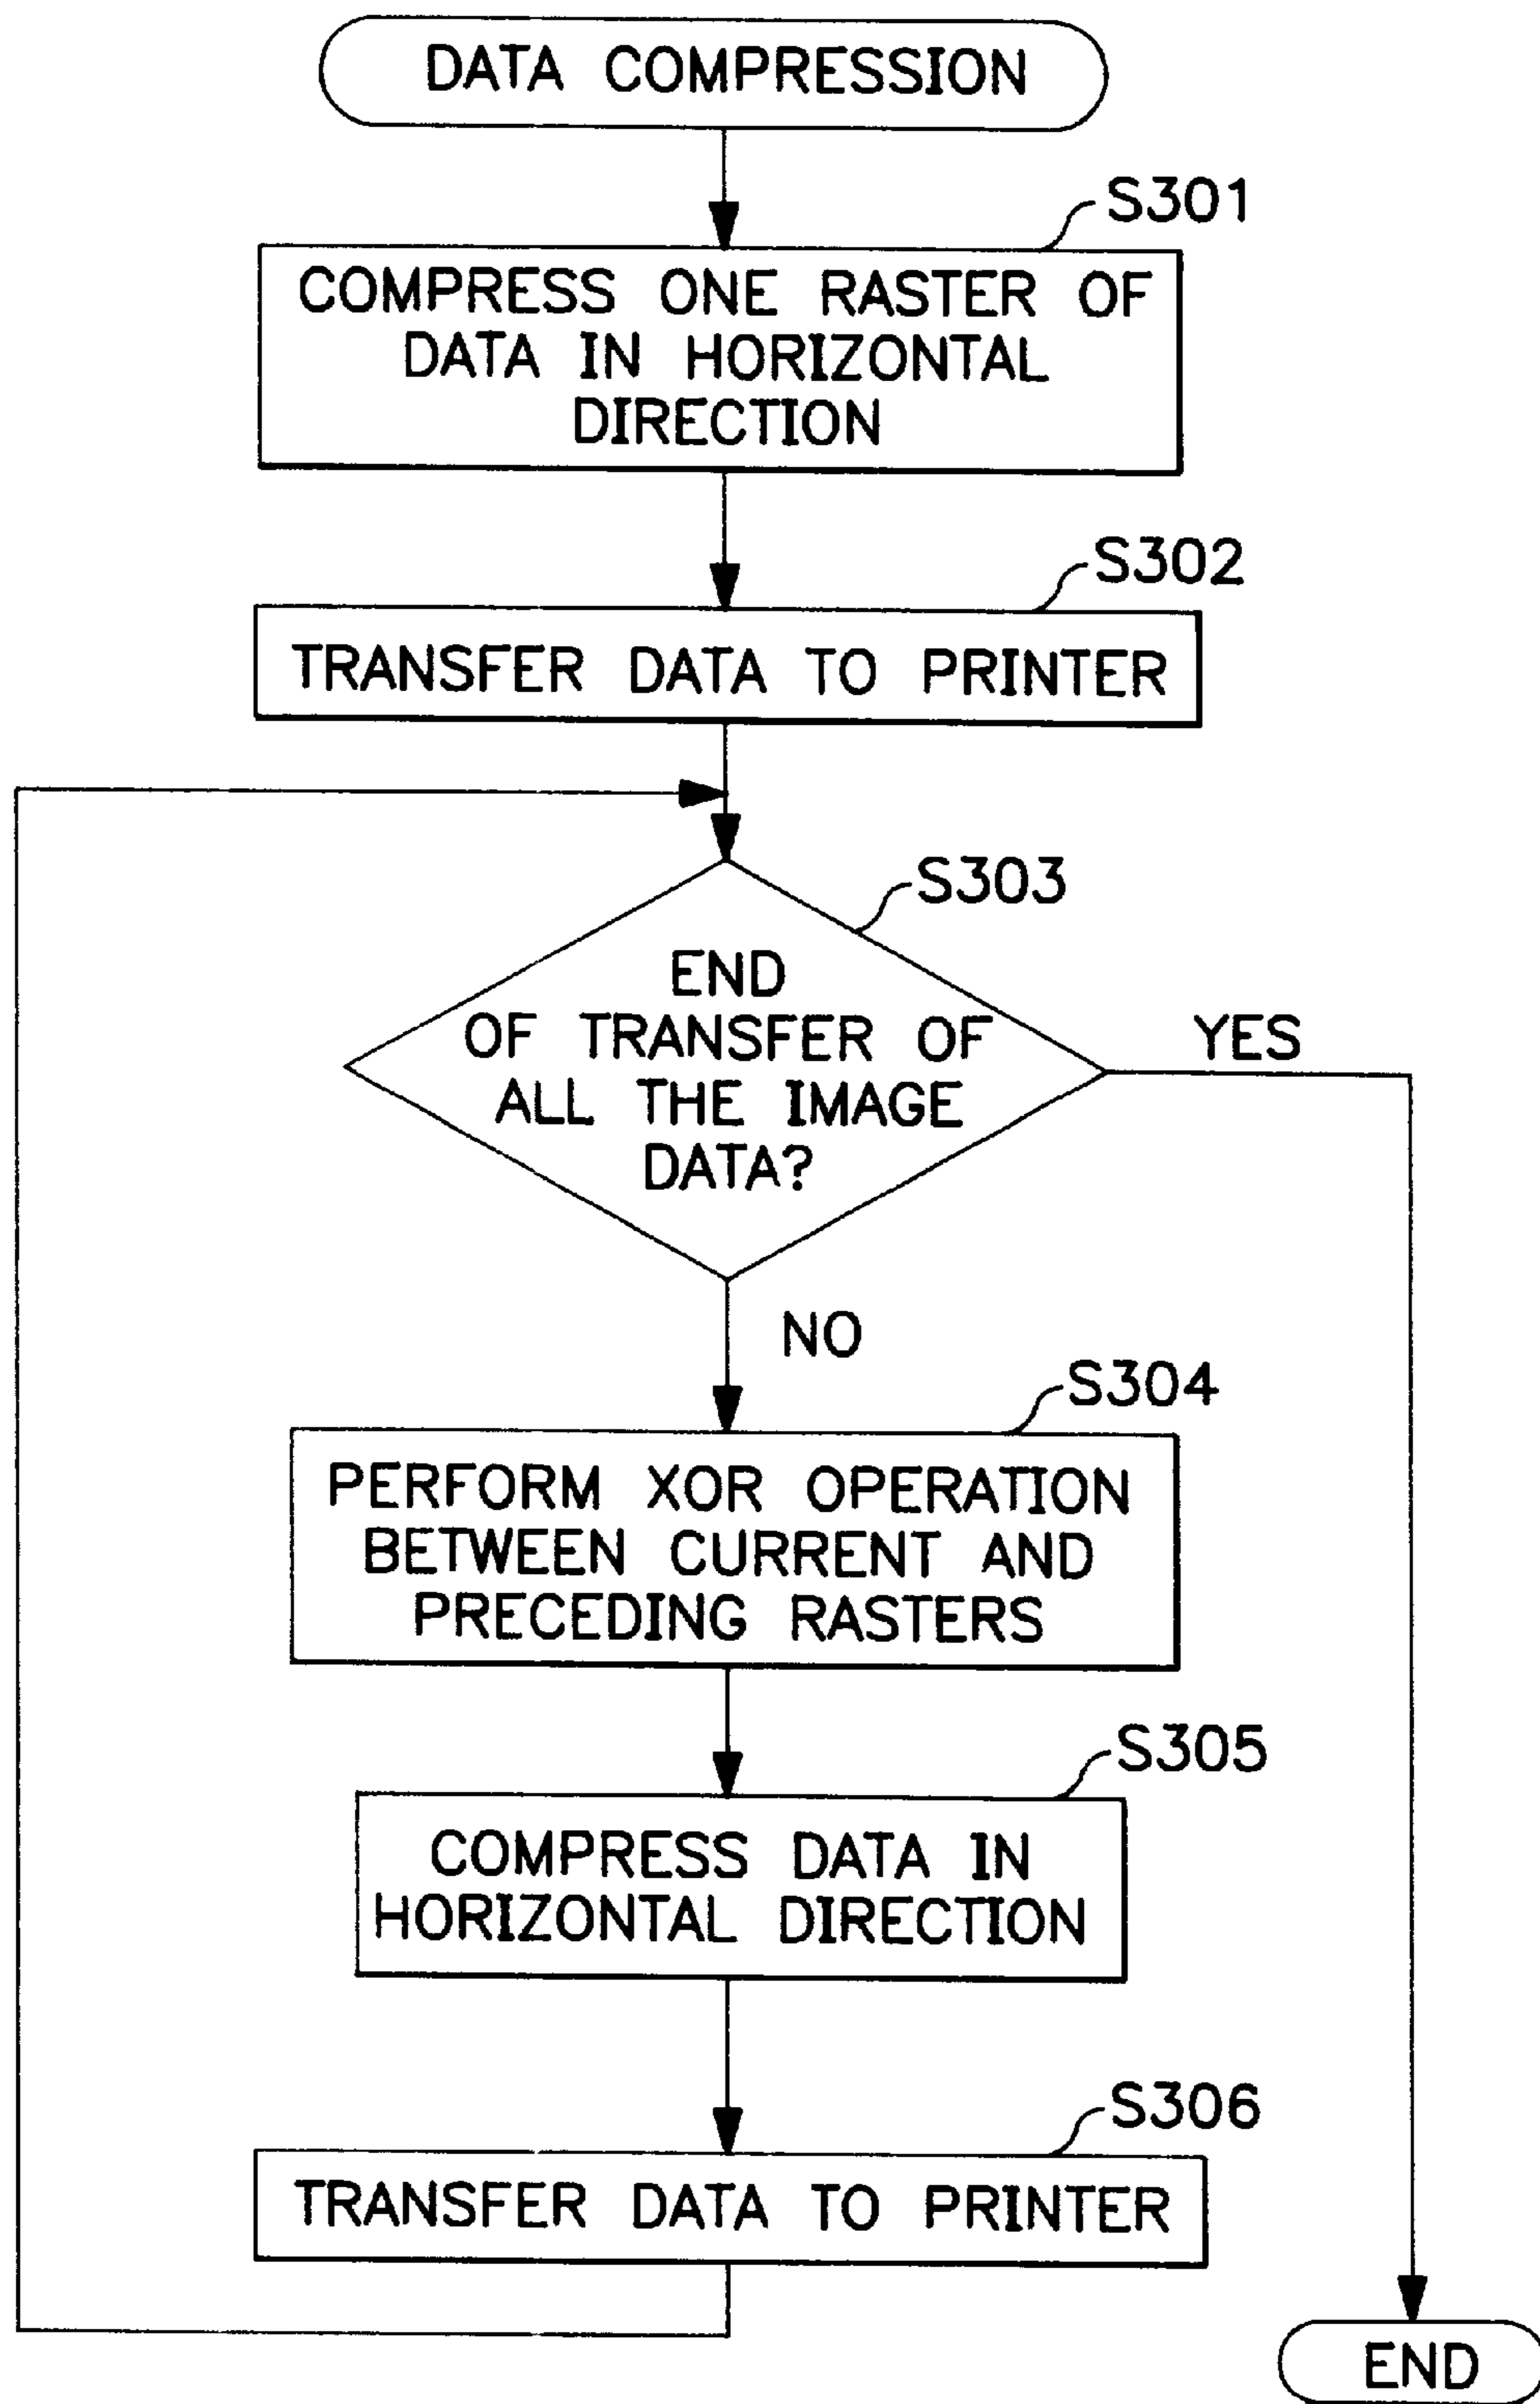 DATA COMPRESSION
S301
COMPRESS ONE RASTER OF
DATA IN HORIZONTAL
DIRECTION
S302
TRANSFER DATA TO PRINTER
S303
END
OF TRANSFER OF
ALL THE IMAGE
DATA?
YES
NO
S304
PERFORM XOR OPERATION
BETWEEN CURRENT AND
PRECEDING RASTERS
S305
COMPRESS DATA IN
HORIZONTAL DIRECTION
S306
TRANSFER DATA TO PRINTER
END